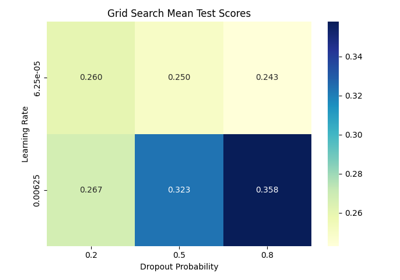 Grid Search Mean Test Scores
6.25e-05
0.260 0.250 0.243
Learning Rate
0.00625
0.267 0.323 0.358
0.2 0.5 0.8
Dropout Probability
0.34
0.32
0.30
0.28
0.26